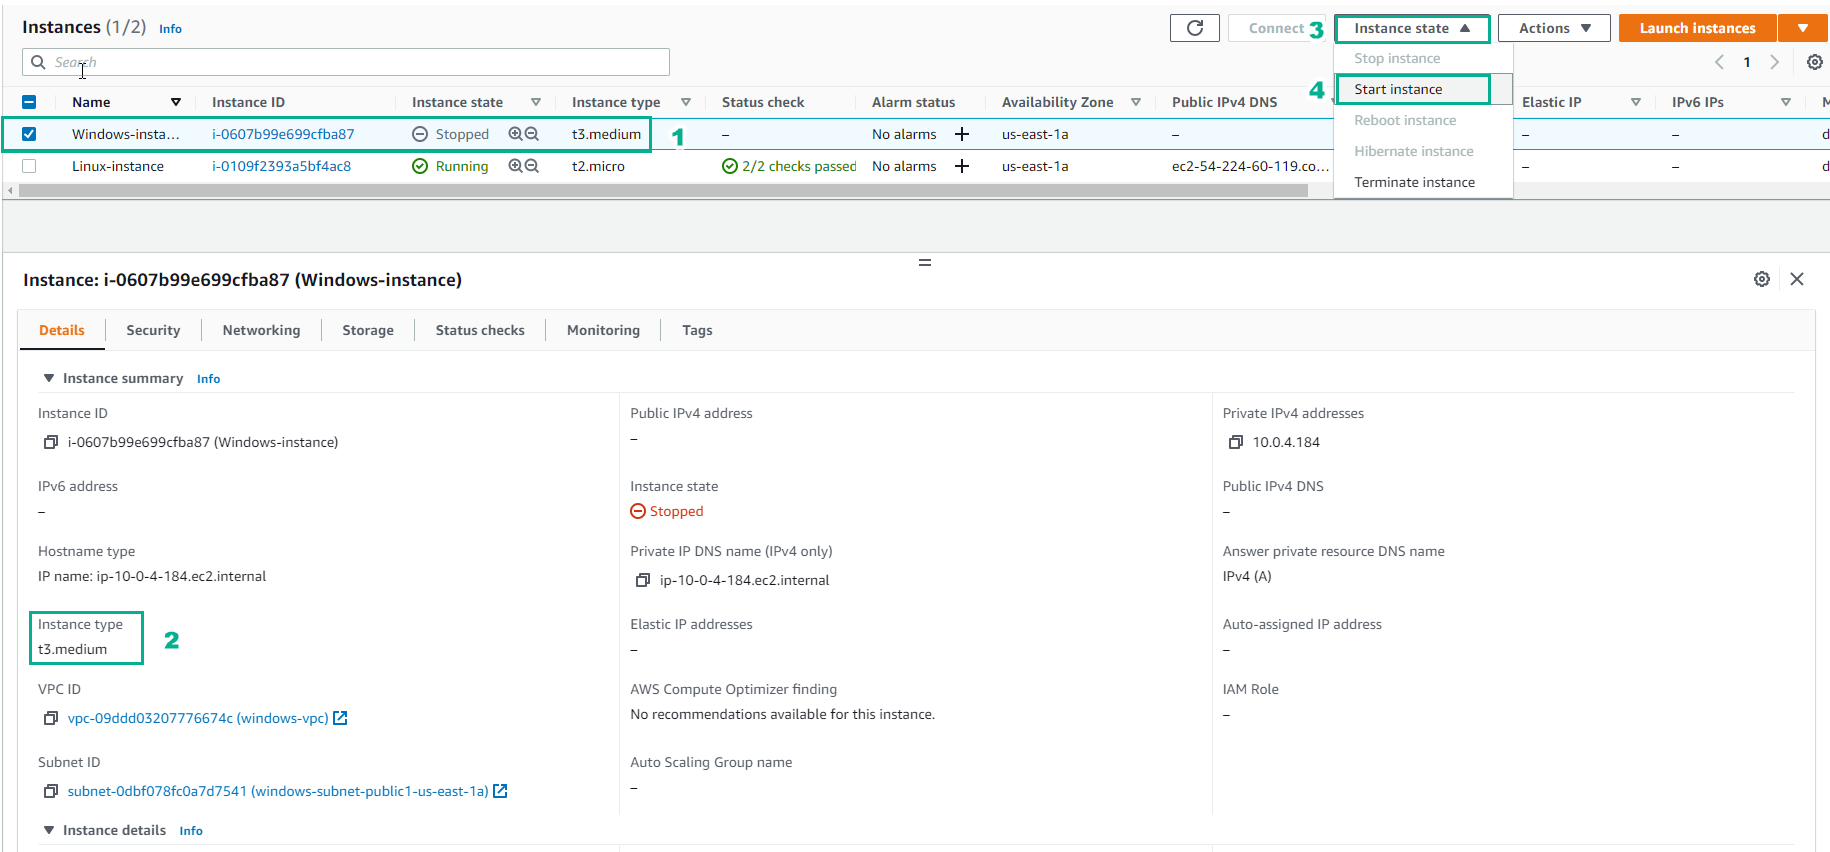 Instances (1/2) Info
Connect 3 Instance state Actions Launch instances
Search
Stop instance
1
4 Start instance
Name Instance ID Instance state Instance type Status check Alarm status Availability Zone Public IPv4 DNS Elastic IP IPv6 IPs M
Reboot instance
Windows-insta... i-0607b99e699cfba87 Stopped t3.medium 1 – No alarms + us-east-1a – – – d
Hibernate instance
Linux-instance i-0109f2393a5bf4ac8 Running t2.micro 2/2 checks passed No alarms + us-east-1a ec2-54-224-60-119.co... – – d
Terminate instance
Instance: i-0607b99e699cfba87 (Windows-instance)
Details Security Networking Storage Status checks Monitoring Tags
Instance summary Info
Instance ID
i-0607b99e699cfba87 (Windows-instance)
Public IPv4 address
–
Private IPv4 addresses
10.0.4.184
IPv6 address
–
Instance state
Stopped
Public IPv4 DNS
–
Hostname type
IP name: ip-10-0-4-184.ec2.internal
Private IP DNS name (IPv4 only)
ip-10-0-4-184.ec2.internal
Answer private resource DNS name
IPv4 (A)
Instance type
t3.medium
2
Elastic IP addresses
–
Auto-assigned IP address
–
VPC ID
vpc-09ddd03207776674c (windows-vpc)
AWS Compute Optimizer finding
No recommendations available for this instance.
IAM Role
–
Subnet ID
subnet-0dbf078fc0a7d7541 (windows-subnet-public1-us-east-1a)
Auto Scaling Group name
–
Instance details Info